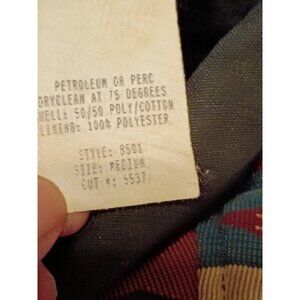 PETROLEUM OR PERC
DRYCLEAN AT 75 DEGREES
SHELL: 50/50 POLY/COTTON
LINING: 100% POLYESTER
STYLE: 8601
SIZE: MEDIUM
CUT #: 5537